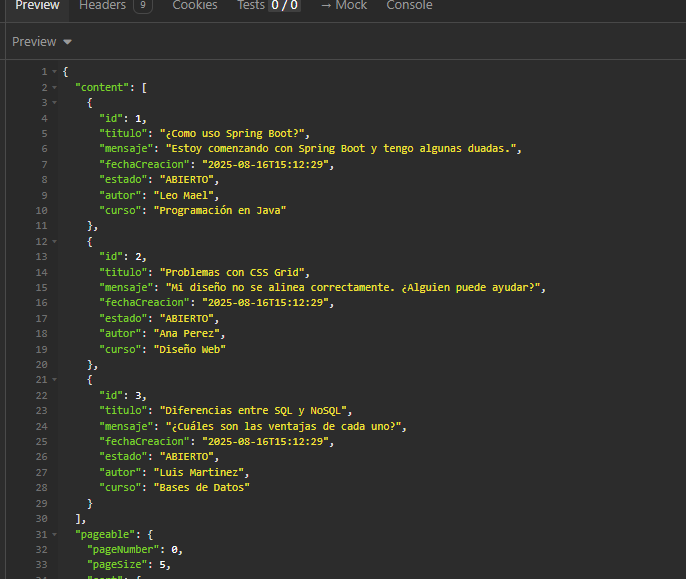 Preview Headers 9 Cookies Tests 0 / 0 → Mock Console
Preview
1 {
2 "content": [
3 {
4 "id": 1,
5 "titulo": "¿Como uso Spring Boot?",
6 "mensaje": "Estoy comenzando con Spring Boot y tengo algunas duadas.",
7 "fechaCreacion": "2025-08-16T15:12:29",
8 "estado": "ABIERTO",
9 "autor": "Leo Mael",
10 "curso": "Programación en Java"
11 },
12 {
13 "id": 2,
14 "titulo": "Problemas con CSS Grid",
15 "mensaje": "Mi diseño no se alinea correctamente. ¿Alguien puede ayudar?",
16 "fechaCreacion": "2025-08-16T15:12:29",
17 "estado": "ABIERTO",
18 "autor": "Ana Perez",
19 "curso": "Diseño Web"
20 },
21 {
22 "id": 3,
23 "titulo": "Diferencias entre SQL y NoSQL",
24 "mensaje": "¿Cuáles son las ventajas de cada uno?",
25 "fechaCreacion": "2025-08-16T15:12:29",
26 "estado": "ABIERTO",
27 "autor": "Luis Martinez",
28 "curso": "Bases de Datos"
29 }
30 ],
31 "pageable": {
32 "pageNumber": 0,
33 "pageSize": 5,